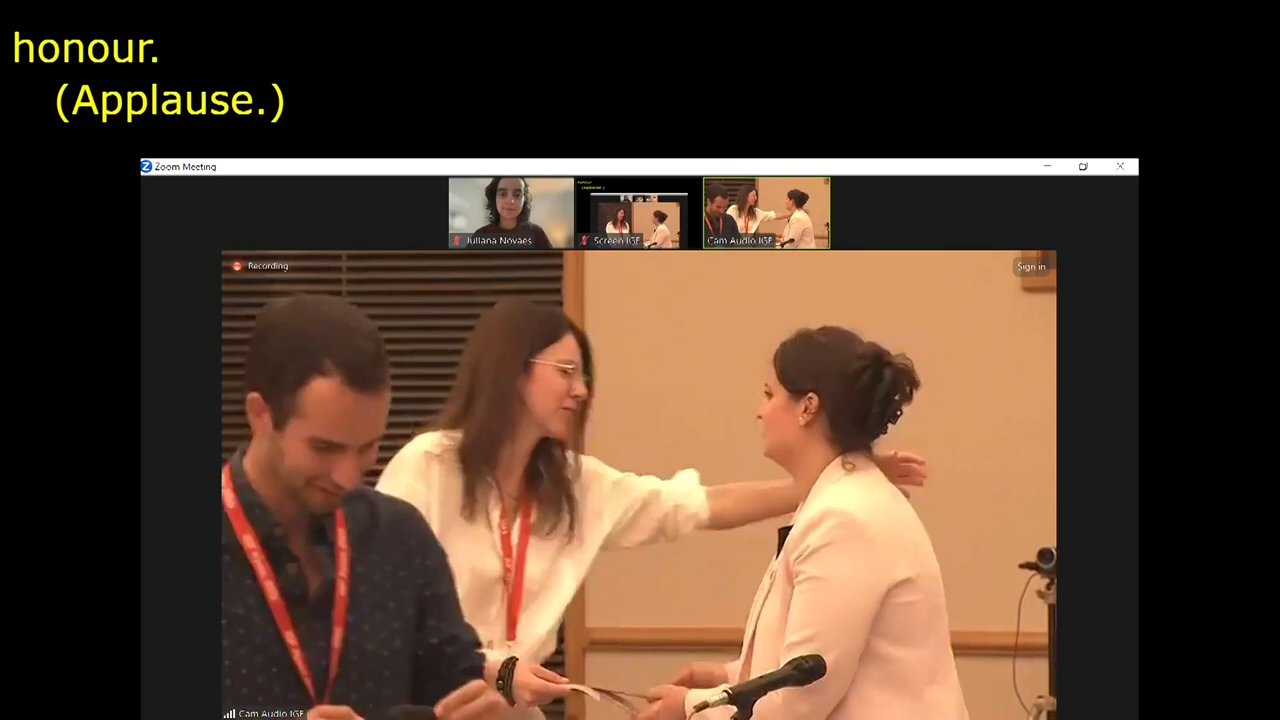 honour.
(Applause.)
Zoom Meeting
Juliana Novaes
Screen IGF
Cam Audio IGF
Recording
Sign in
Cam Audio IGF